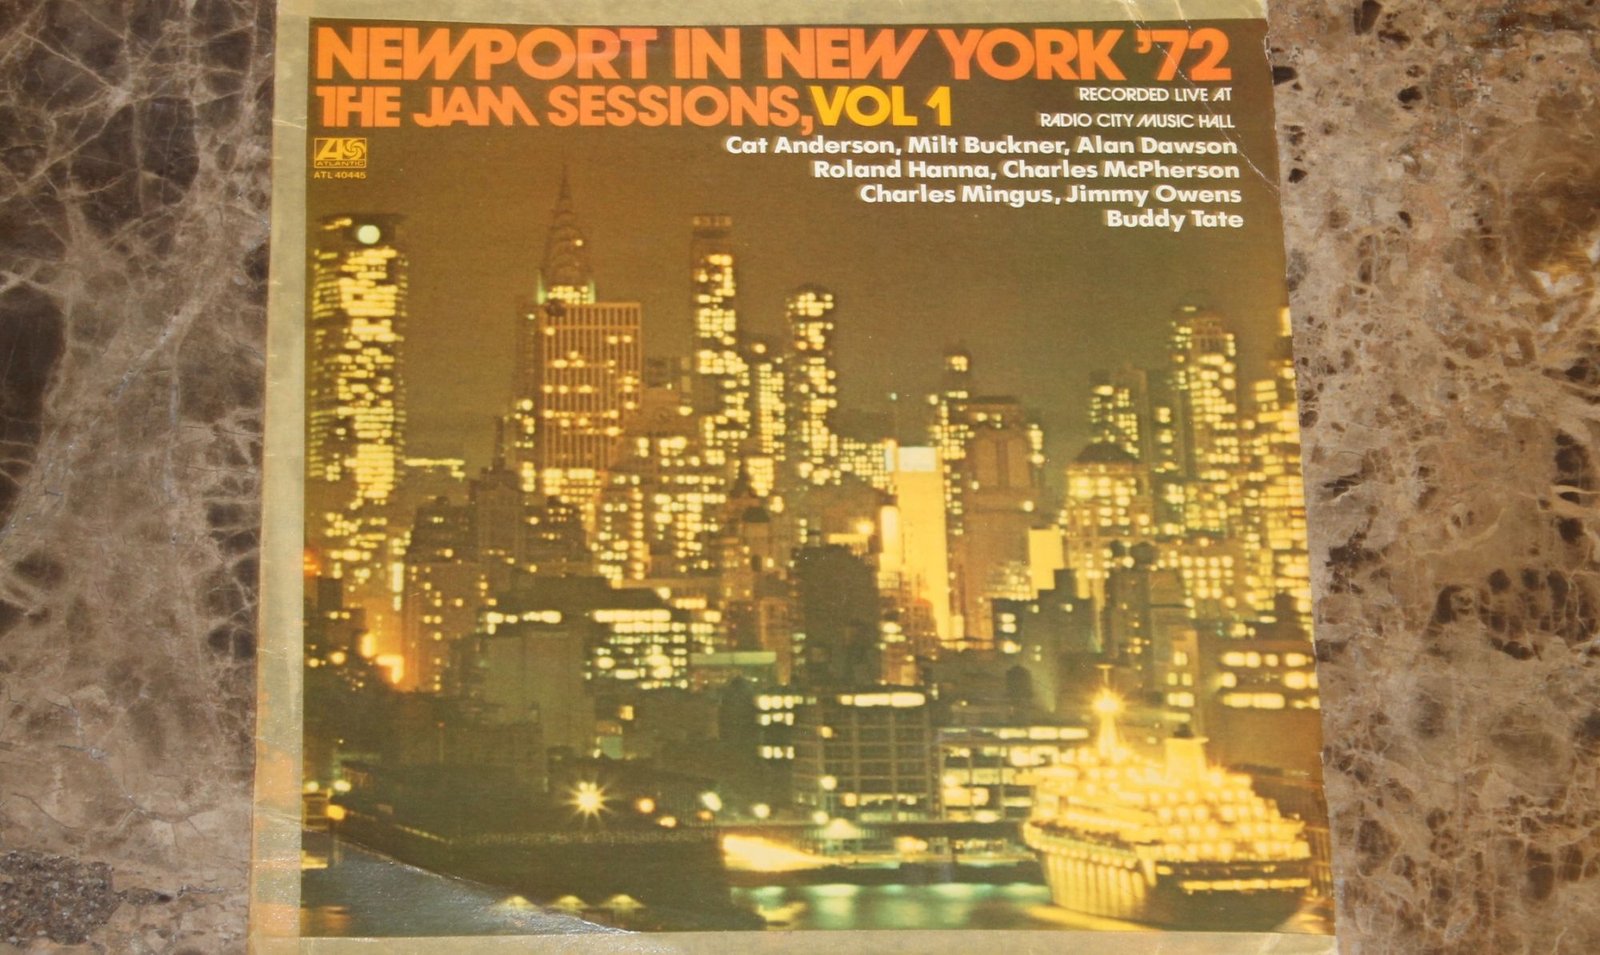 NEWPORT IN NEW YORK '72
THE JAM SESSIONS, VOL 1
RECORDED LIVE AT
RADIO CITY MUSIC HALL
ATLANTIC
ATL 40445
Cat Anderson, Milt Buckner, Alan Dawson
Roland Hanna, Charles McPherson
Charles Mingus, Jimmy Owens
Buddy Tate